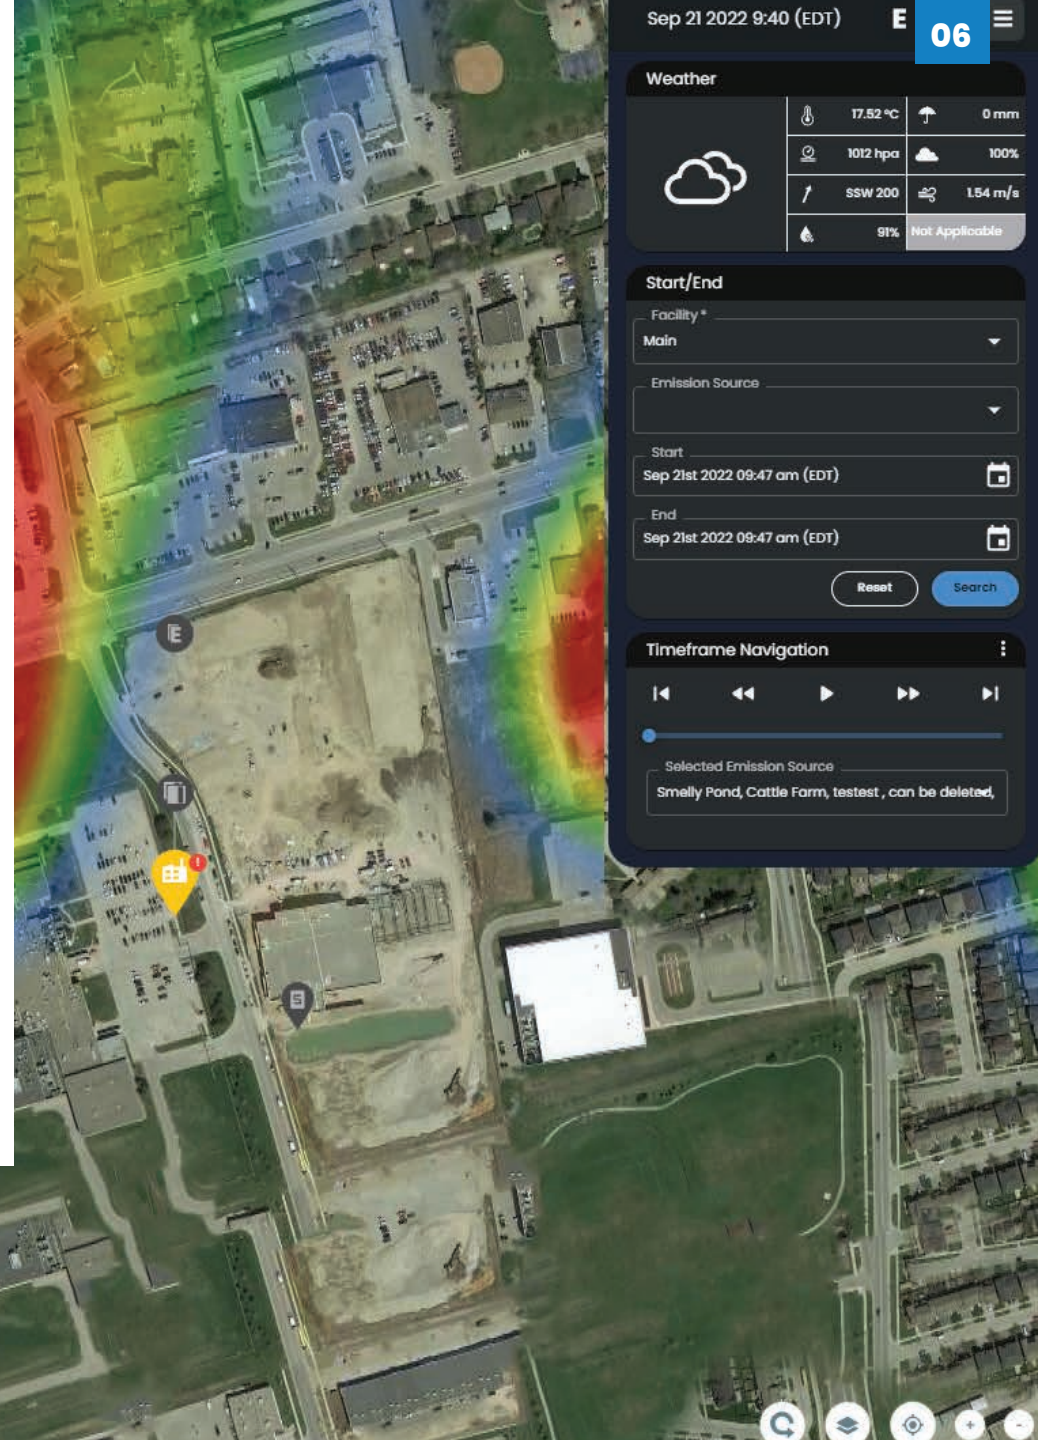 Sep 21 2022 9:40 (EDT)
E
06
Weather
17.52 °C
0 mm
1012 hpa
100%
SSW 200
1.54 m/s
91%
Not Applicable
Start/End
Facility *
Main
Emission Source
Start
Sep 21st 2022 09:47 am (EDT)
End
Sep 21st 2022 09:47 am (EDT)
Reset
Search
Timeframe Navigation
Selected Emission Source
Smelly Pond, Cattle Farm, testest , can be deleted,
E
!
S
+
-